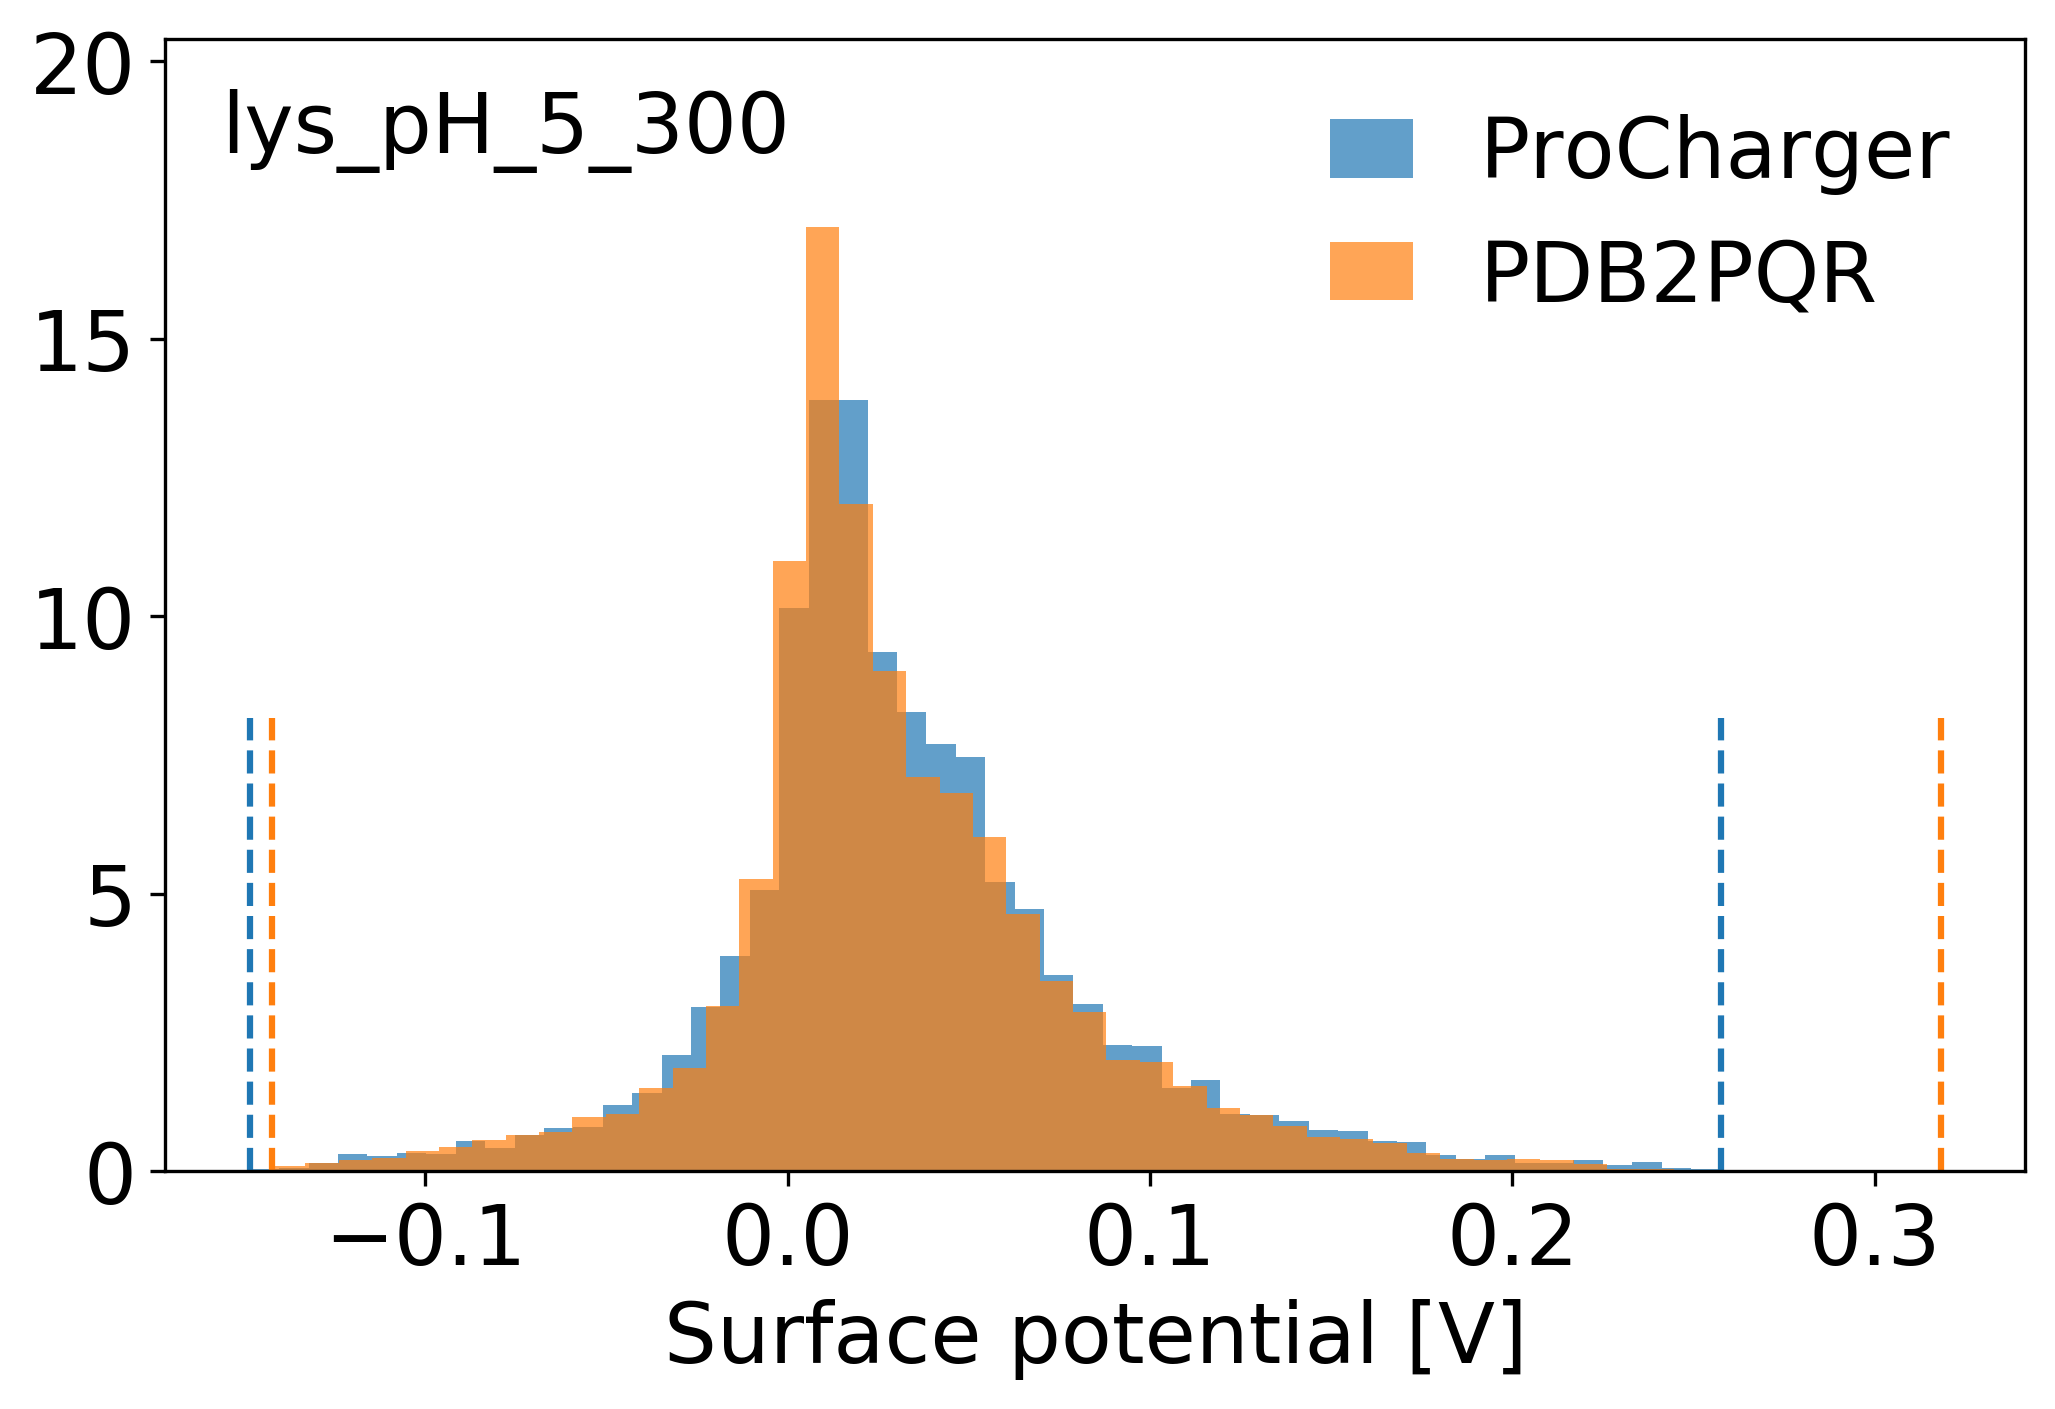 20
lys_pH_5_300
ProCharger
PDB2PQR
15
10
5
0
−0.1 0.0 0.1 0.2 0.3
Surface potential [V]